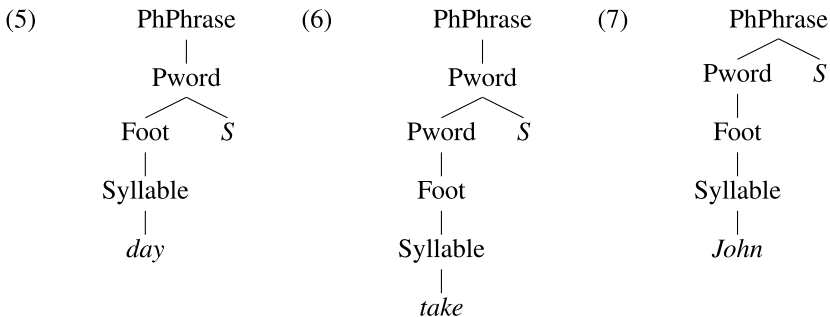 (5) PhPhrase (6) PhPhrase (7) PhPhrase
Pword Pword Pword S
Foot S Pword S Foot
Syllable Foot Syllable
day Syllable John
take